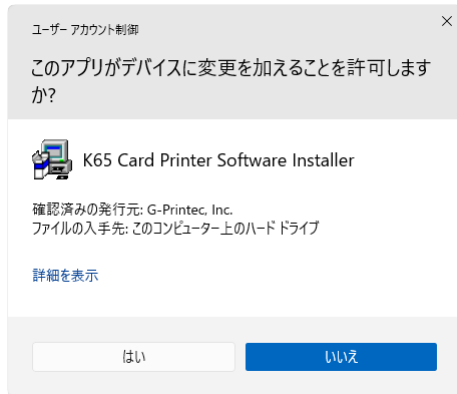 ユーザー アカウント制御
このアプリがデバイスに変更を加えることを許可します
か?
K65 Card Printer Software Installer
確認済みの発行元: G-Printec, Inc.
ファイルの入手先: このコンピューター上のハード ドライブ
詳細を表示
はい
いいえ